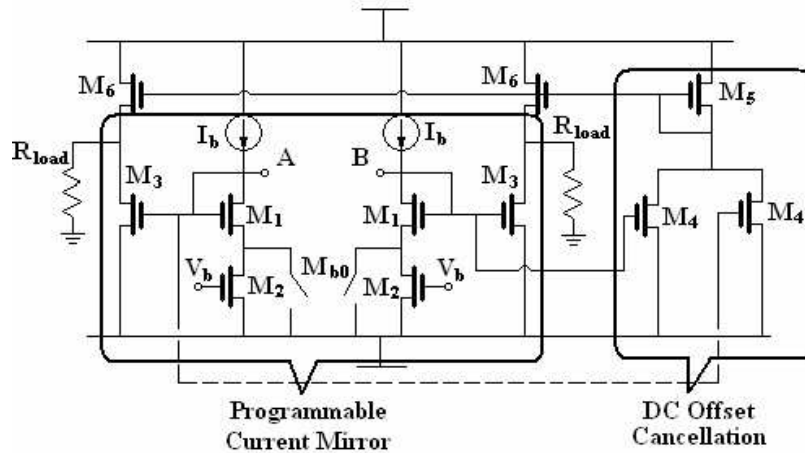 M6
M6
M5
Ib
Ib
Rload
A
B
Rload
M3
M3
M1
M1
M4
M4
Vb
Mb0
Vb
M2
M2
Programmable
Current Mirror
DC Offset
Cancellation